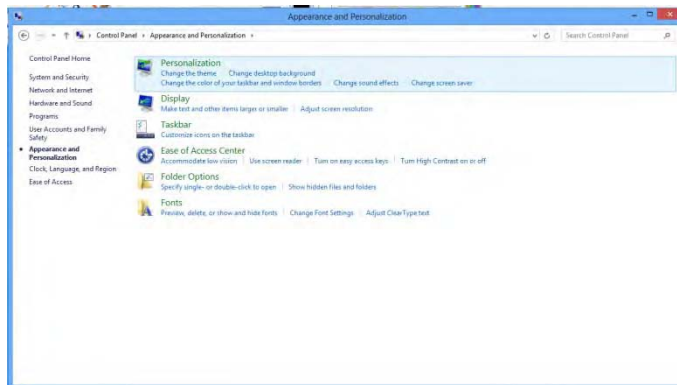 Appearance and Personalization
Control Panel › Appearance and Personalization ›
Search Control Panel
Control Panel Home
System and Security
Network and Internet
Hardware and Sound
Programs
User Accounts and Family
Safety
Appearance and
Personalization
Clock, Language, and Region
Ease of Access
Personalization
Change the theme
Change desktop background
Change the color of your taskbar and window borders
Change sound effects
Change screen saver
Display
Make text and other items larger or smaller
Adjust screen resolution
Taskbar
Customize icons on the taskbar
Ease of Access Center
Accommodate low vision
Use screen reader
Turn on easy access keys
Turn High Contrast on or off
Folder Options
Specify single- or double-click to open
Show hidden files and folders
Fonts
Preview, delete, or show and hide fonts
Change Font Settings
Adjust ClearType text